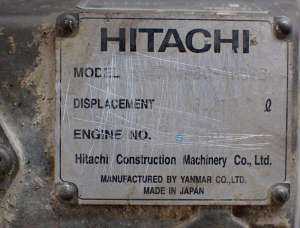 HITACHI
MODEL
DISPLACEMENT ℓ
ENGINE NO.
Hitachi Construction Machinery Co., Ltd.
MANUFACTURED BY YANMAR CO., LTD.
MADE IN JAPAN